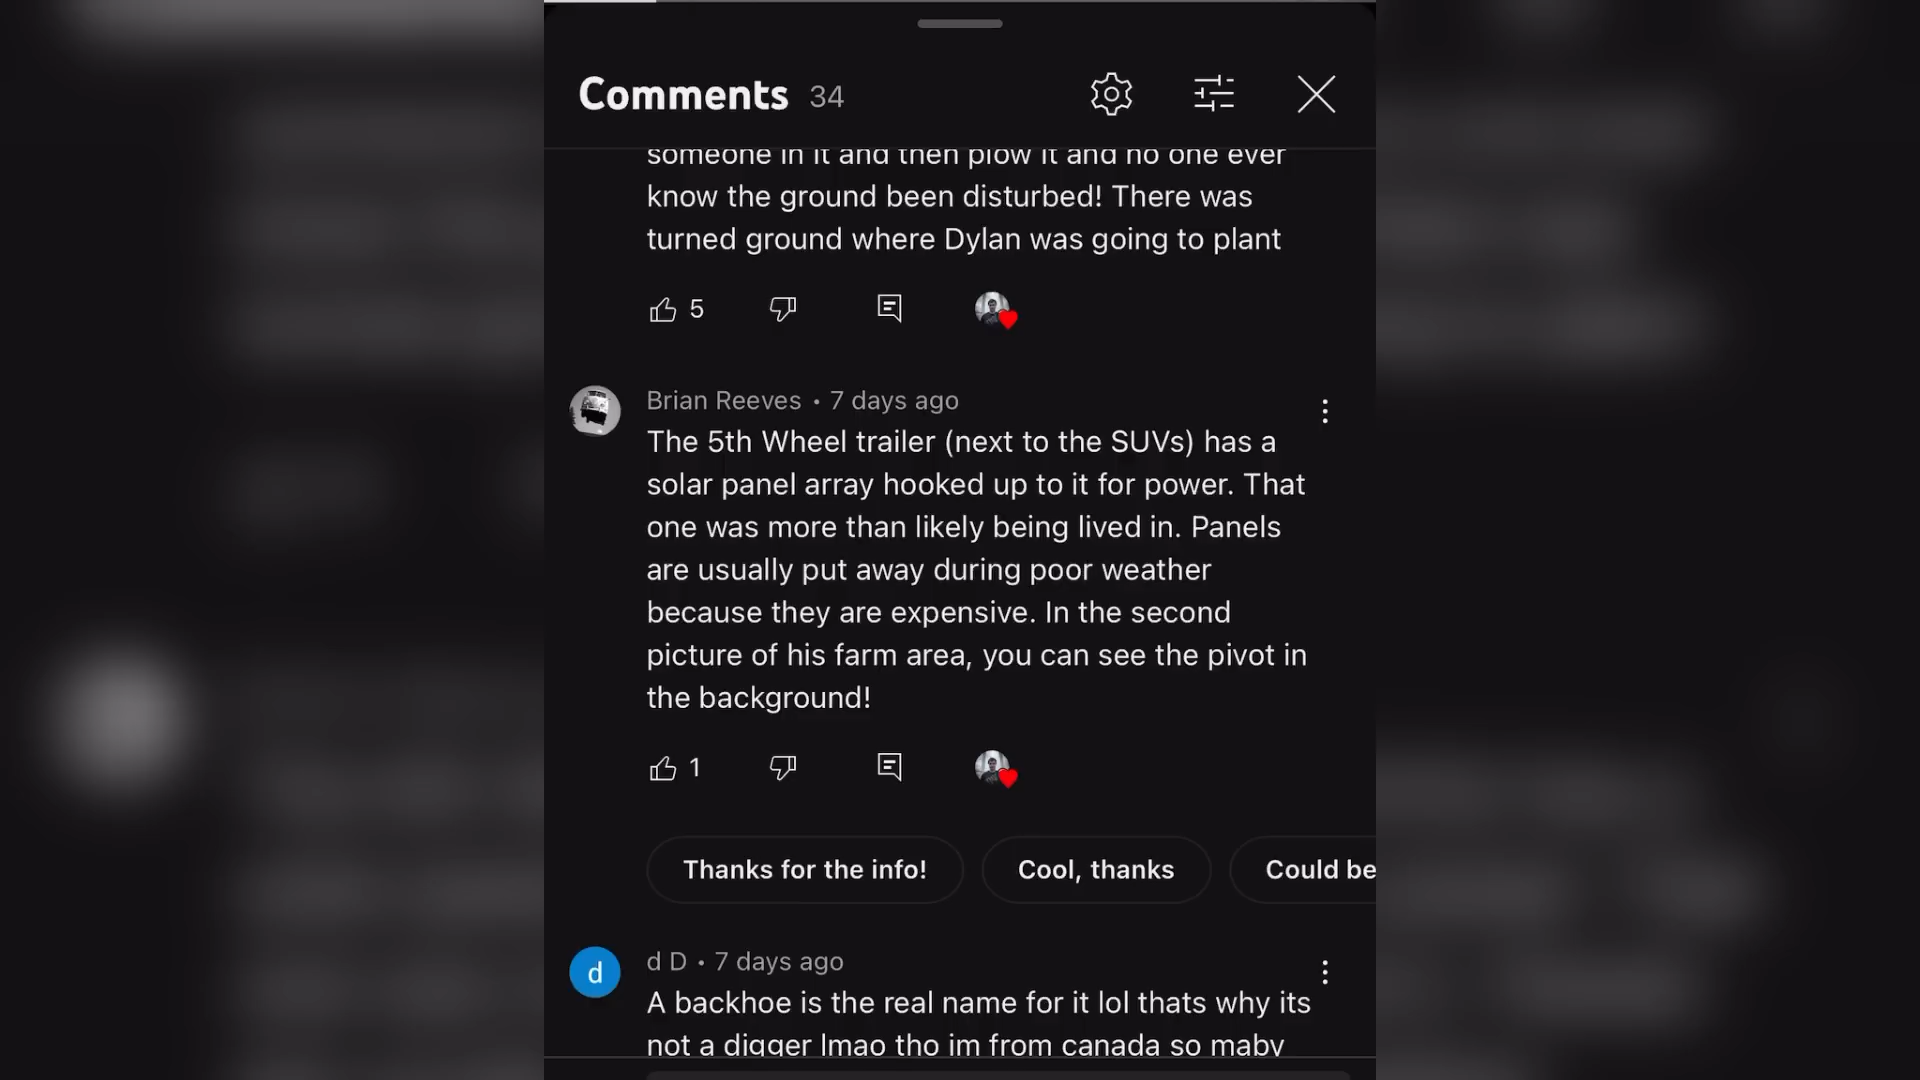 Comments 34
someone in it and then plow it and no one ever
know the ground been disturbed! There was
turned ground where Dylan was going to plant
5
Brian Reeves • 7 days ago
The 5th Wheel trailer (next to the SUVs) has a
solar panel array hooked up to it for power. That
one was more than likely being lived in. Panels
are usually put away during poor weather
because they are expensive. In the second
picture of his farm area, you can see the pivot in
the background!
1
Thanks for the info! Cool, thanks Could be
d
d D • 7 days ago
A backhoe is the real name for it lol thats why its
not a digger lmao tho im from canada so maby